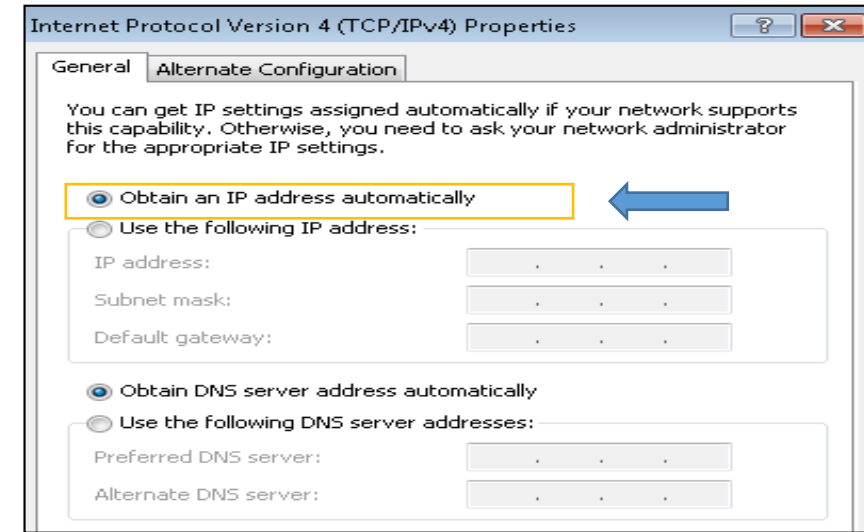 Internet Protocol Version 4 (TCP/IPv4) Properties
General
Alternate Configuration
You can get IP settings assigned automatically if your network supports
this capability. Otherwise, you need to ask your network administrator
for the appropriate IP settings.
Obtain an IP address automatically
Use the following IP address:
IP address:
Subnet mask:
Default gateway:
Obtain DNS server address automatically
Use the following DNS server addresses:
Preferred DNS server:
Alternate DNS server: